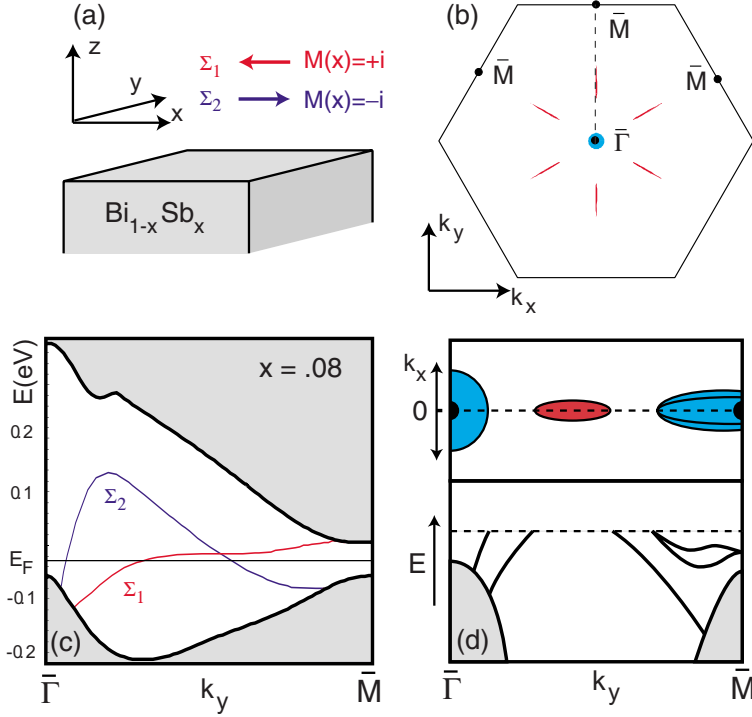 (a)
z
y
x
Σ1 M(x)=+i
Σ2 M(x)=–i
Bi1-xSbx
(b)
M̄
M̄
M̄
Γ̄
ky
kx
E(eV)
0.2
0.1
EF
-0.1
-0.2
x = .08
Σ2
Σ1
(c)
Γ̄
ky
M̄
kx
0
E
(d)
Γ̄
ky
M̄